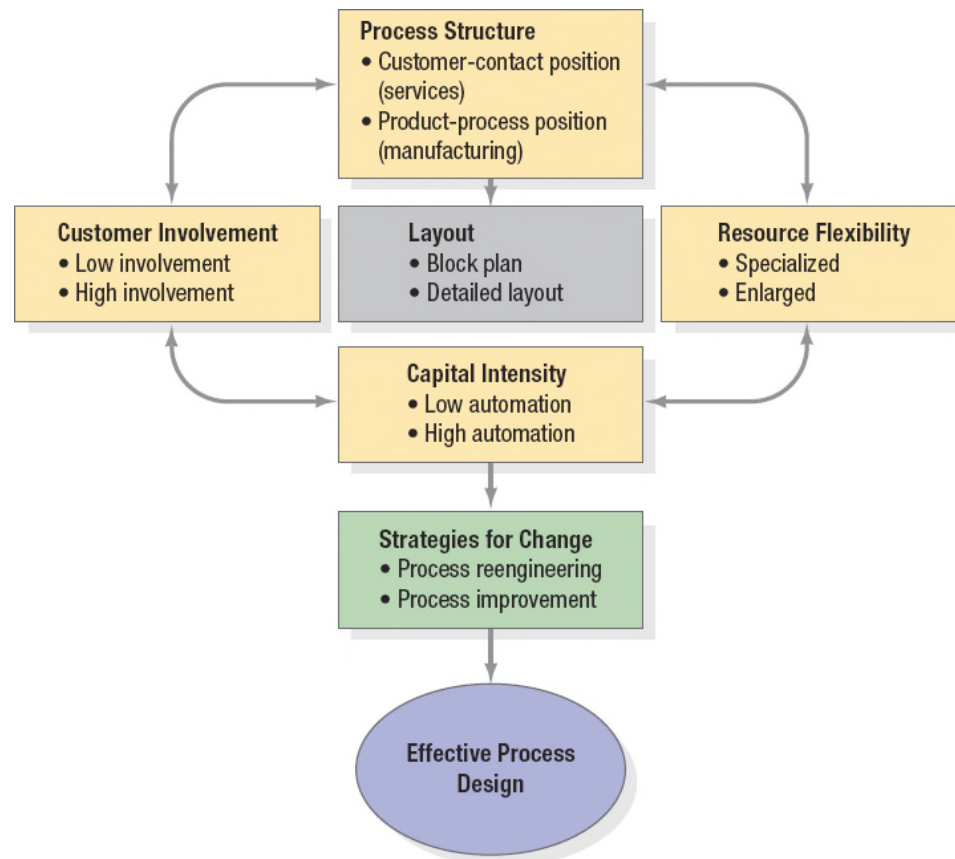 Process Structure
• Customer-contact position
(services)
• Product-process position
(manufacturing)
Customer Involvement
• Low involvement
• High involvement
Layout
• Block plan
• Detailed layout
Resource Flexibility
• Specialized
• Enlarged
Capital Intensity
• Low automation
• High automation
Strategies for Change
• Process reengineering
• Process improvement
Effective Process
Design